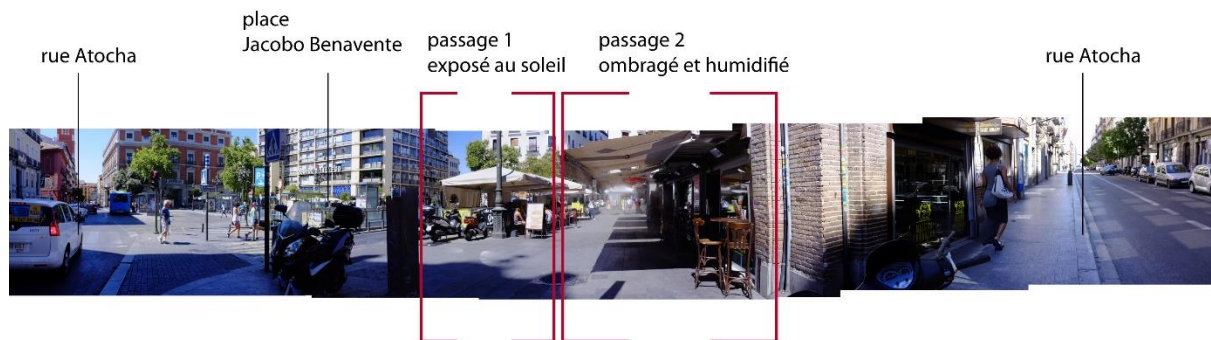 rue Atocha
place
Jacobo Benavente
passage 1
exposé au soleil
passage 2
ombragé et humidifié
rue Atocha